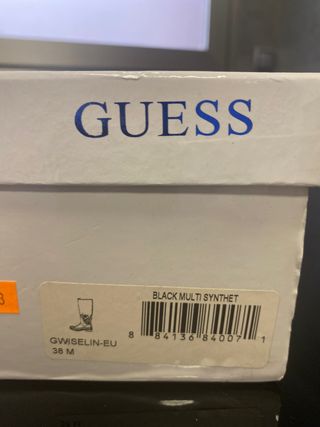 GUESS
BLACK MULTI SYNTHET
8 84136 84007 1
GWISELIN-EU
38 M